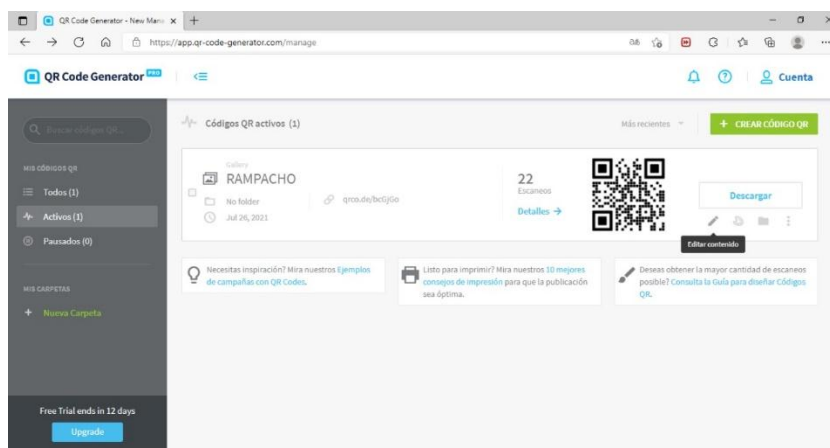 QR Code Generator - New Mana
https://app.qr-code-generator.com/manage
QR Code Generator PRO
Cuenta
Buscar códigos QR...
MIS CÓDIGOS QR
Todos (1)
Activos (1)
Pausados (0)
MIS CARPETAS
+ Nueva Carpeta
Free Trial ends in 12 days
Upgrade
Códigos QR activos (1)
Más recientes
+ CREAR CÓDIGO QR
Gallery
RAMPACHO
No folder
Jul 26, 2021
22
Escaneos
Detalles →
Descargar
Editar contenido
Necesitas inspiración? Mira nuestros Ejemplos
de campañas con QR Codes.
Listo para imprimir? Mira nuestros 10 mejores
consejos de impresión para que la publicación
sea óptima.
Deseas obtener la mayor cantidad de escaneos
posible? Consulta la Guía para diseñar Códigos
QR.